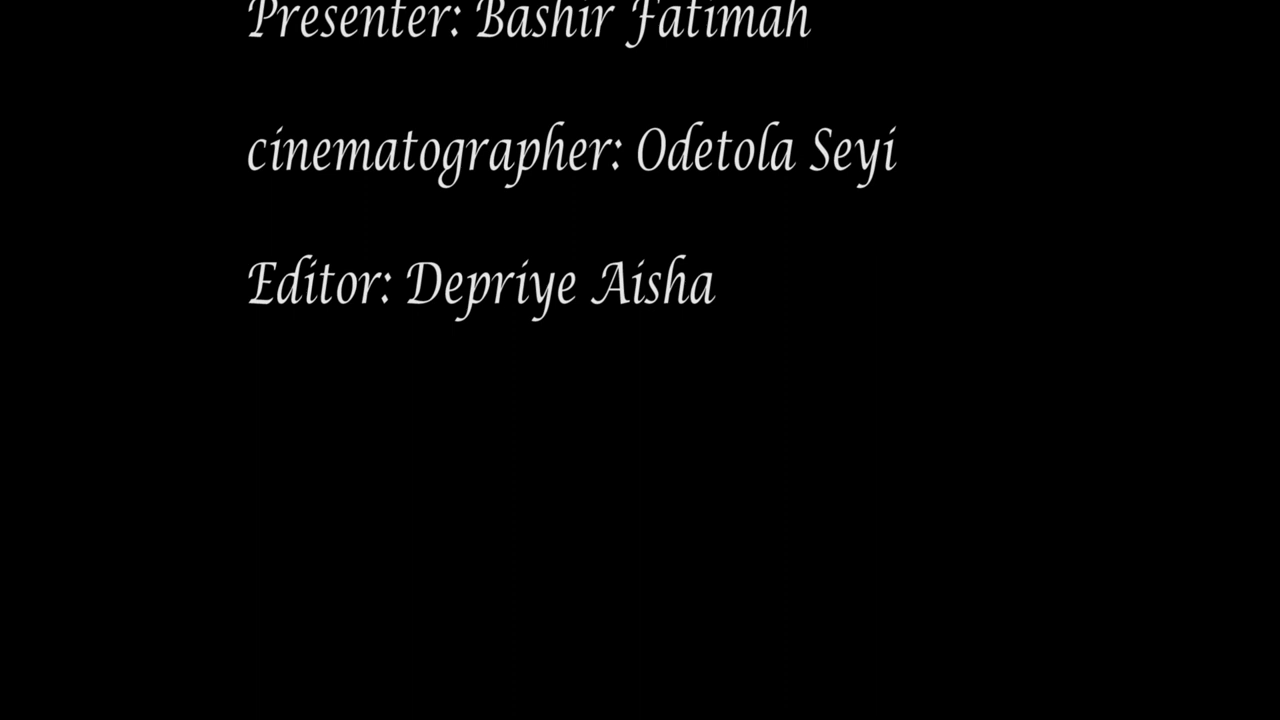 Presenter: Bashir Fatimah
cinematographer: Odetola Seyi
Editor: Depriye Aisha